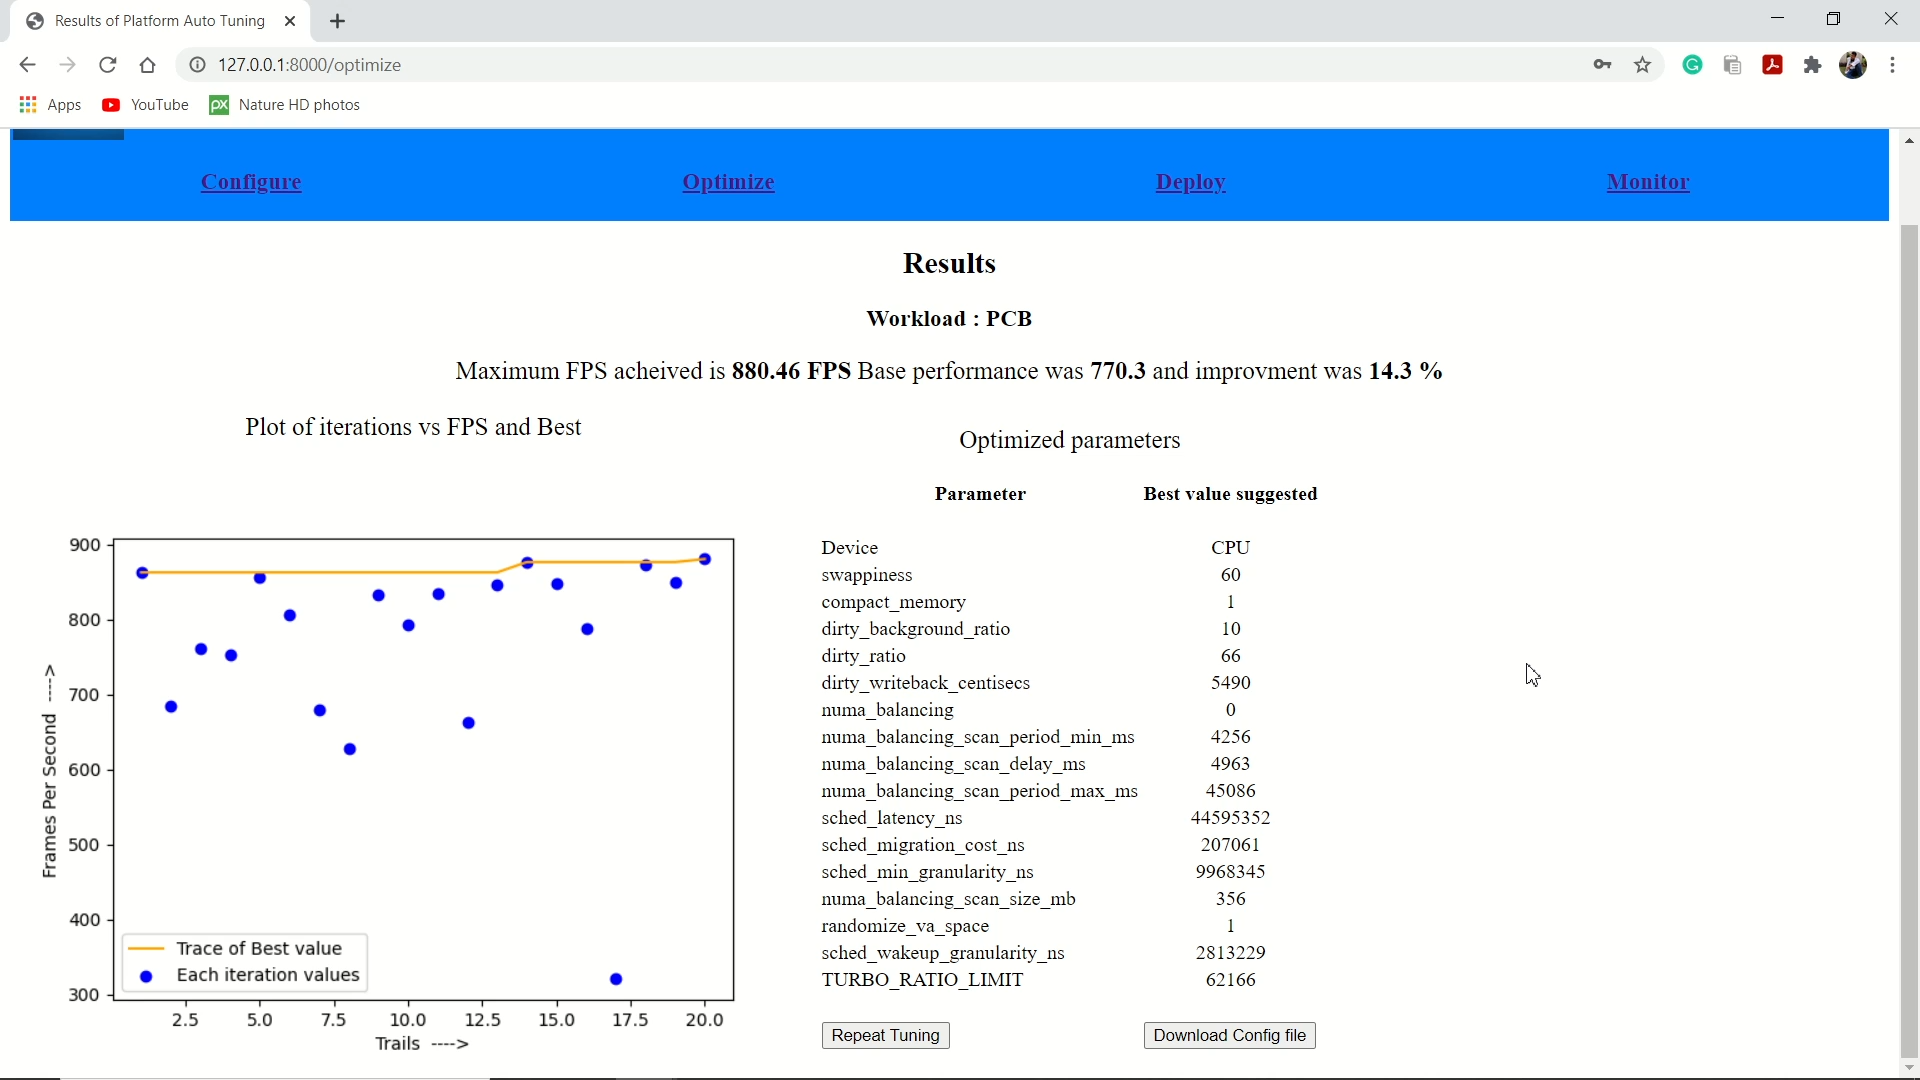 Results of Platform Auto Tuning
127.0.0.1:8000/optimize
Apps YouTube px Nature HD photos
Configure Optimize Deploy Monitor
Results
Workload : PCB
Maximum FPS acheived is 880.46 FPS Base performance was 770.3 and improvment was 14.3 %
Plot of iterations vs FPS and Best
900
800
700
600
500
400
300
Frames Per Second ---->
Trace of Best value
Each iteration values
2.5 5.0 7.5 10.0 12.5 15.0 17.5 20.0
Trails ---->
Optimized parameters
Parameter Best value suggested
Device CPU
swappiness 60
compact_memory 1
dirty_background_ratio 10
dirty_ratio 66
dirty_writeback_centisecs 5490
numa_balancing 0
numa_balancing_scan_period_min_ms 4256
numa_balancing_scan_delay_ms 4963
numa_balancing_scan_period_max_ms 45086
sched_latency_ns 44595352
sched_migration_cost_ns 207061
sched_min_granularity_ns 9968345
numa_balancing_scan_size_mb 356
randomize_va_space 1
sched_wakeup_granularity_ns 2813229
TURBO_RATIO_LIMIT 62166
Repeat Tuning Download Config file